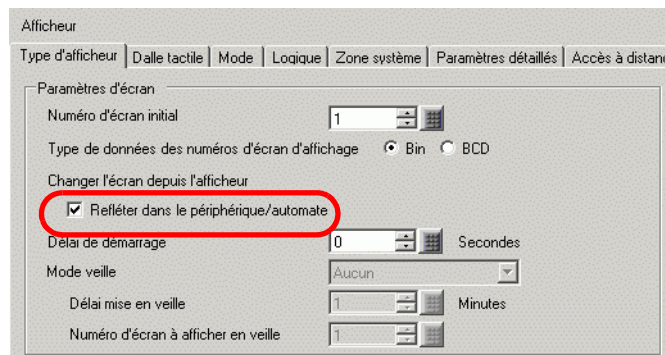 Afficheur
Type d'afficheur Dalle tactile Mode Logique Zone système Paramètres détaillés Accès à distan
Paramètres d'écran
Numéro d'écran initial 1
Type de données des numéros d'écran d'affichage Bin BCD
Changer l'écran depuis l'afficheur
Refléter dans le périphérique/automate
Délai de démarrage 0 Secondes
Mode veille Aucun
Délai mise en veille 1 Minutes
Numéro d'écran à afficher en veille 1